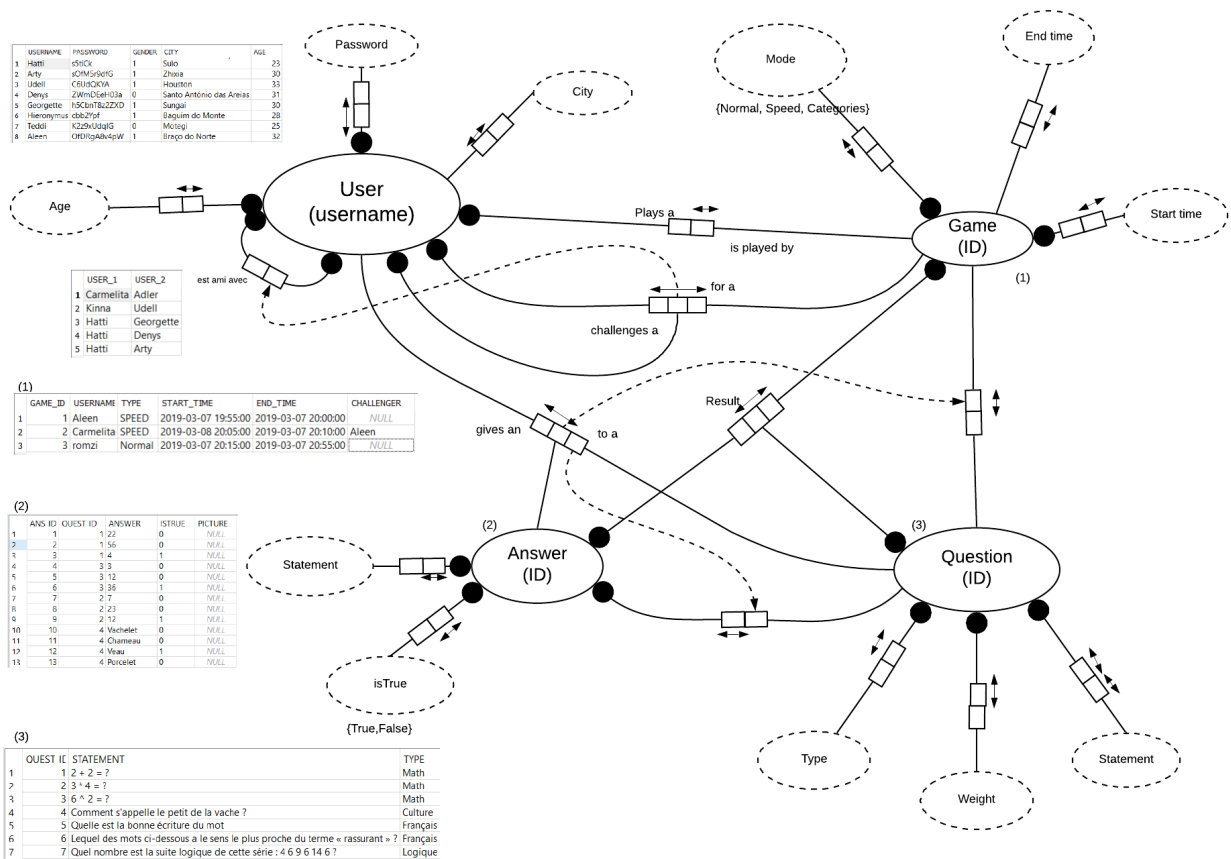 USERNAME PASSWORD GENDER CITY AGE
1 Hatti s5tiCk 1 Sulo 23
2 Arty sOfM5r9dfG 1 Zhixia 30
3 Udell C6UdQKYA 1 Houston 33
4 Denys ZWmDEeH03a 0 Santo António das Areias 31
5 Georgette h5CbnT8z2ZXD 1 Sungai 30
6 Hieronymus cbb2Ypf 1 Baguim do Monte 28
7 Teddi K2z9xUdqIG 0 Motegi 25
8 Aleen OfDRgA8v4pW 1 Braço do Norte 32
Password
City
Mode
{Normal, Speed, Categories}
End time
Age
User
(username)
Plays a
is played by
Game
(ID)
(1)
Start time
est ami avec
for a
challenges a
USER_1 USER_2
1 Carmelita Adler
2 Kinna Udell
3 Hatti Georgette
4 Hatti Denys
5 Hatti Arty
(1)
GAME_ID USERNAME TYPE START_TIME END_TIME CHALLENGER
1 1 Aleen SPEED 2019-03-07 19:55:00 2019-03-07 20:00:00 NULL
2 2 Carmelita SPEED 2019-03-08 20:05:00 2019-03-07 20:10:00 Aleen
3 3 romzi Normal 2019-03-07 20:15:00 2019-03-07 20:55:00 NULL
gives an
to a
Result
(2)
ANS ID QUEST ID ANSWER ISTRUE PICTURE
1 1 1 22 0 NULL
2 2 1 56 0 NULL
3 3 1 4 1 NULL
4 4 3 3 0 NULL
5 5 3 12 0 NULL
6 6 3 36 1 NULL
7 7 2 7 0 NULL
8 8 2 23 0 NULL
9 9 2 12 1 NULL
10 10 4 Vachelet 0 NULL
11 11 4 Chameau 0 NULL
12 12 4 Veau 1 NULL
13 13 4 Porcelet 0 NULL
Statement
(2)
Answer
(ID)
(3)
Question
(ID)
isTrue
{True,False}
Type
Weight
Statement
(3)
QUEST ID STATEMENT TYPE
1 1 2 + 2 = ? Math
2 2 3 * 4 = ? Math
3 3 6 ^ 2 = ? Math
4 4 Comment s'appelle le petit de la vache ? Culture
5 5 Quelle est la bonne écriture du mot Français
6 6 Lequel des mots ci-dessous a le sens le plus proche du terme « rassurant » ? Français
7 7 Quel nombre est la suite logique de cette série : 4 6 9 6 14 6 ? Logique